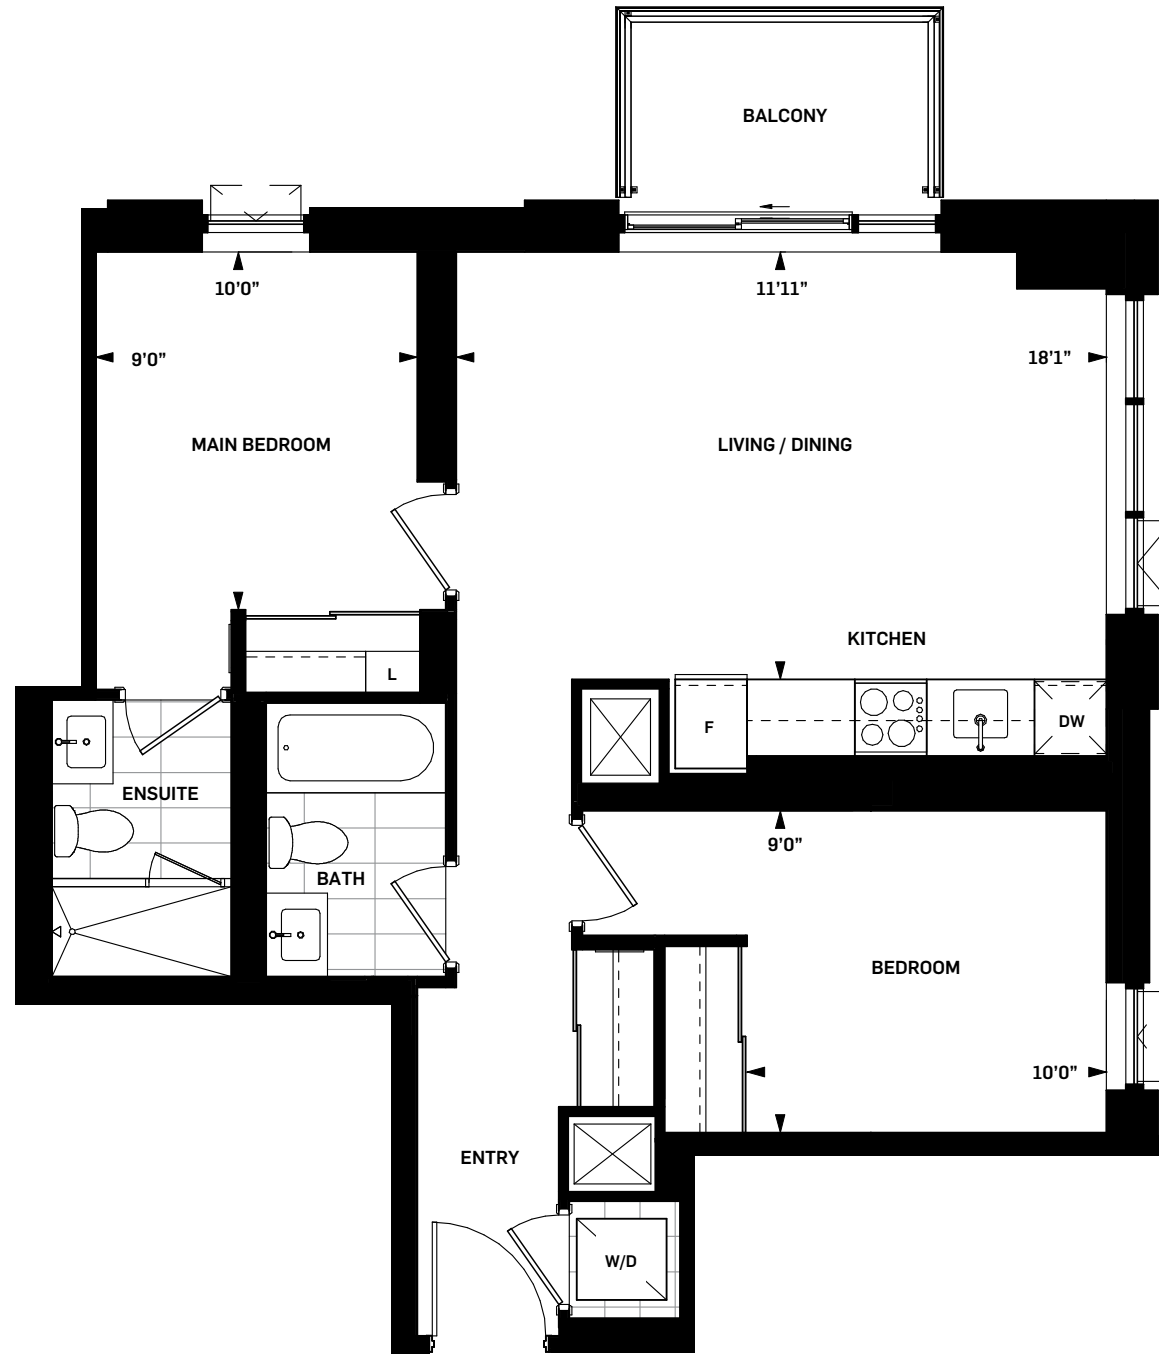 BALCONY
10'0"
11'11"
9'0"
18'1"
MAIN BEDROOM
LIVING / DINING
KITCHEN
L
F
DW
ENSUITE
9'0"
BATH
BEDROOM
10'0"
ENTRY
W/D